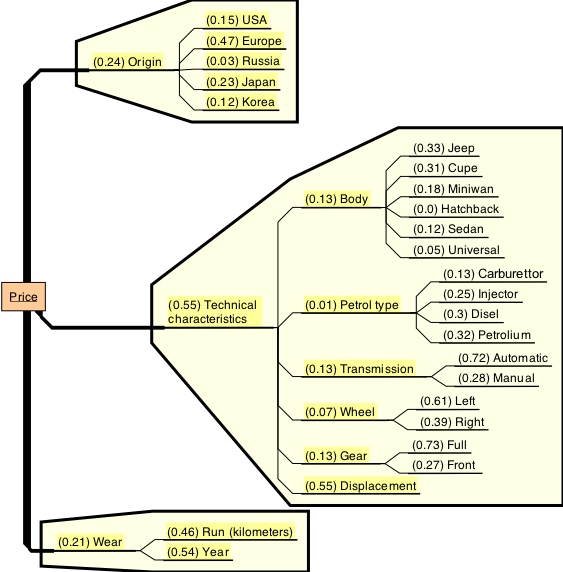 (0.15) USA
(0.47) Europe
(0.24) Origin
(0.03) Russia
(0.23) Japan
(0.12) Korea
(0.33) Jeep
(0.31) Cupe
(0.18) Miniwan
(0.13) Body
(0.0) Hatchback
(0.12) Sedan
(0.05) Universal
Price
(0.55) Technical
characteristics
(0.13) Carburettor
(0.25) Injector
(0.01) Petrol type
(0.3) Disel
(0.32) Petrolium
(0.72) Automatic
(0.13) Transmission
(0.28) Manual
(0.61) Left
(0.07) Wheel
(0.39) Right
(0.73) Full
(0.13) Gear
(0.27) Front
(0.55) Displacement
(0.46) Run (kilometers)
(0.21) Wear
(0.54) Year